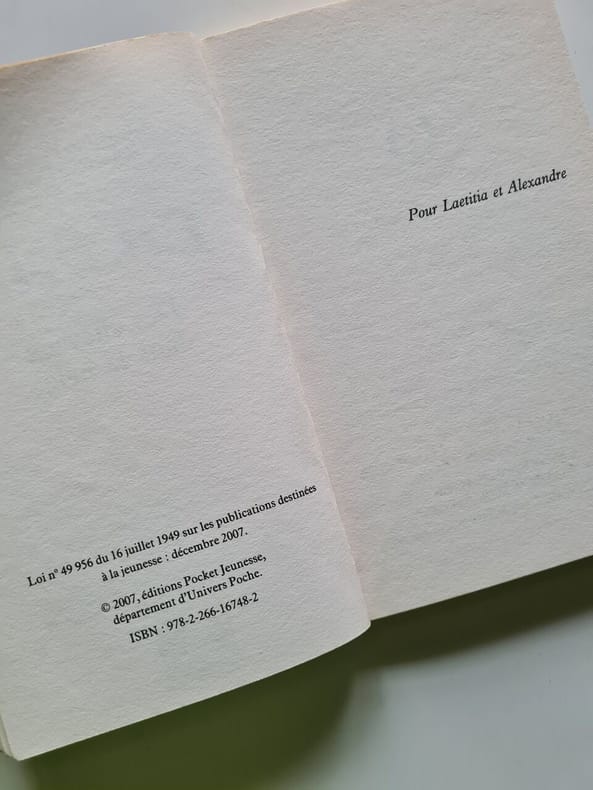 Loi n° 49 956 du 16 juillet 1949 sur les publications destinées
à la jeunesse : décembre 2007.
© 2007, éditions Pocket Jeunesse,
département d'Univers Poche.
ISBN : 978-2-266-16748-2
Pour Laetitia et Alexandre